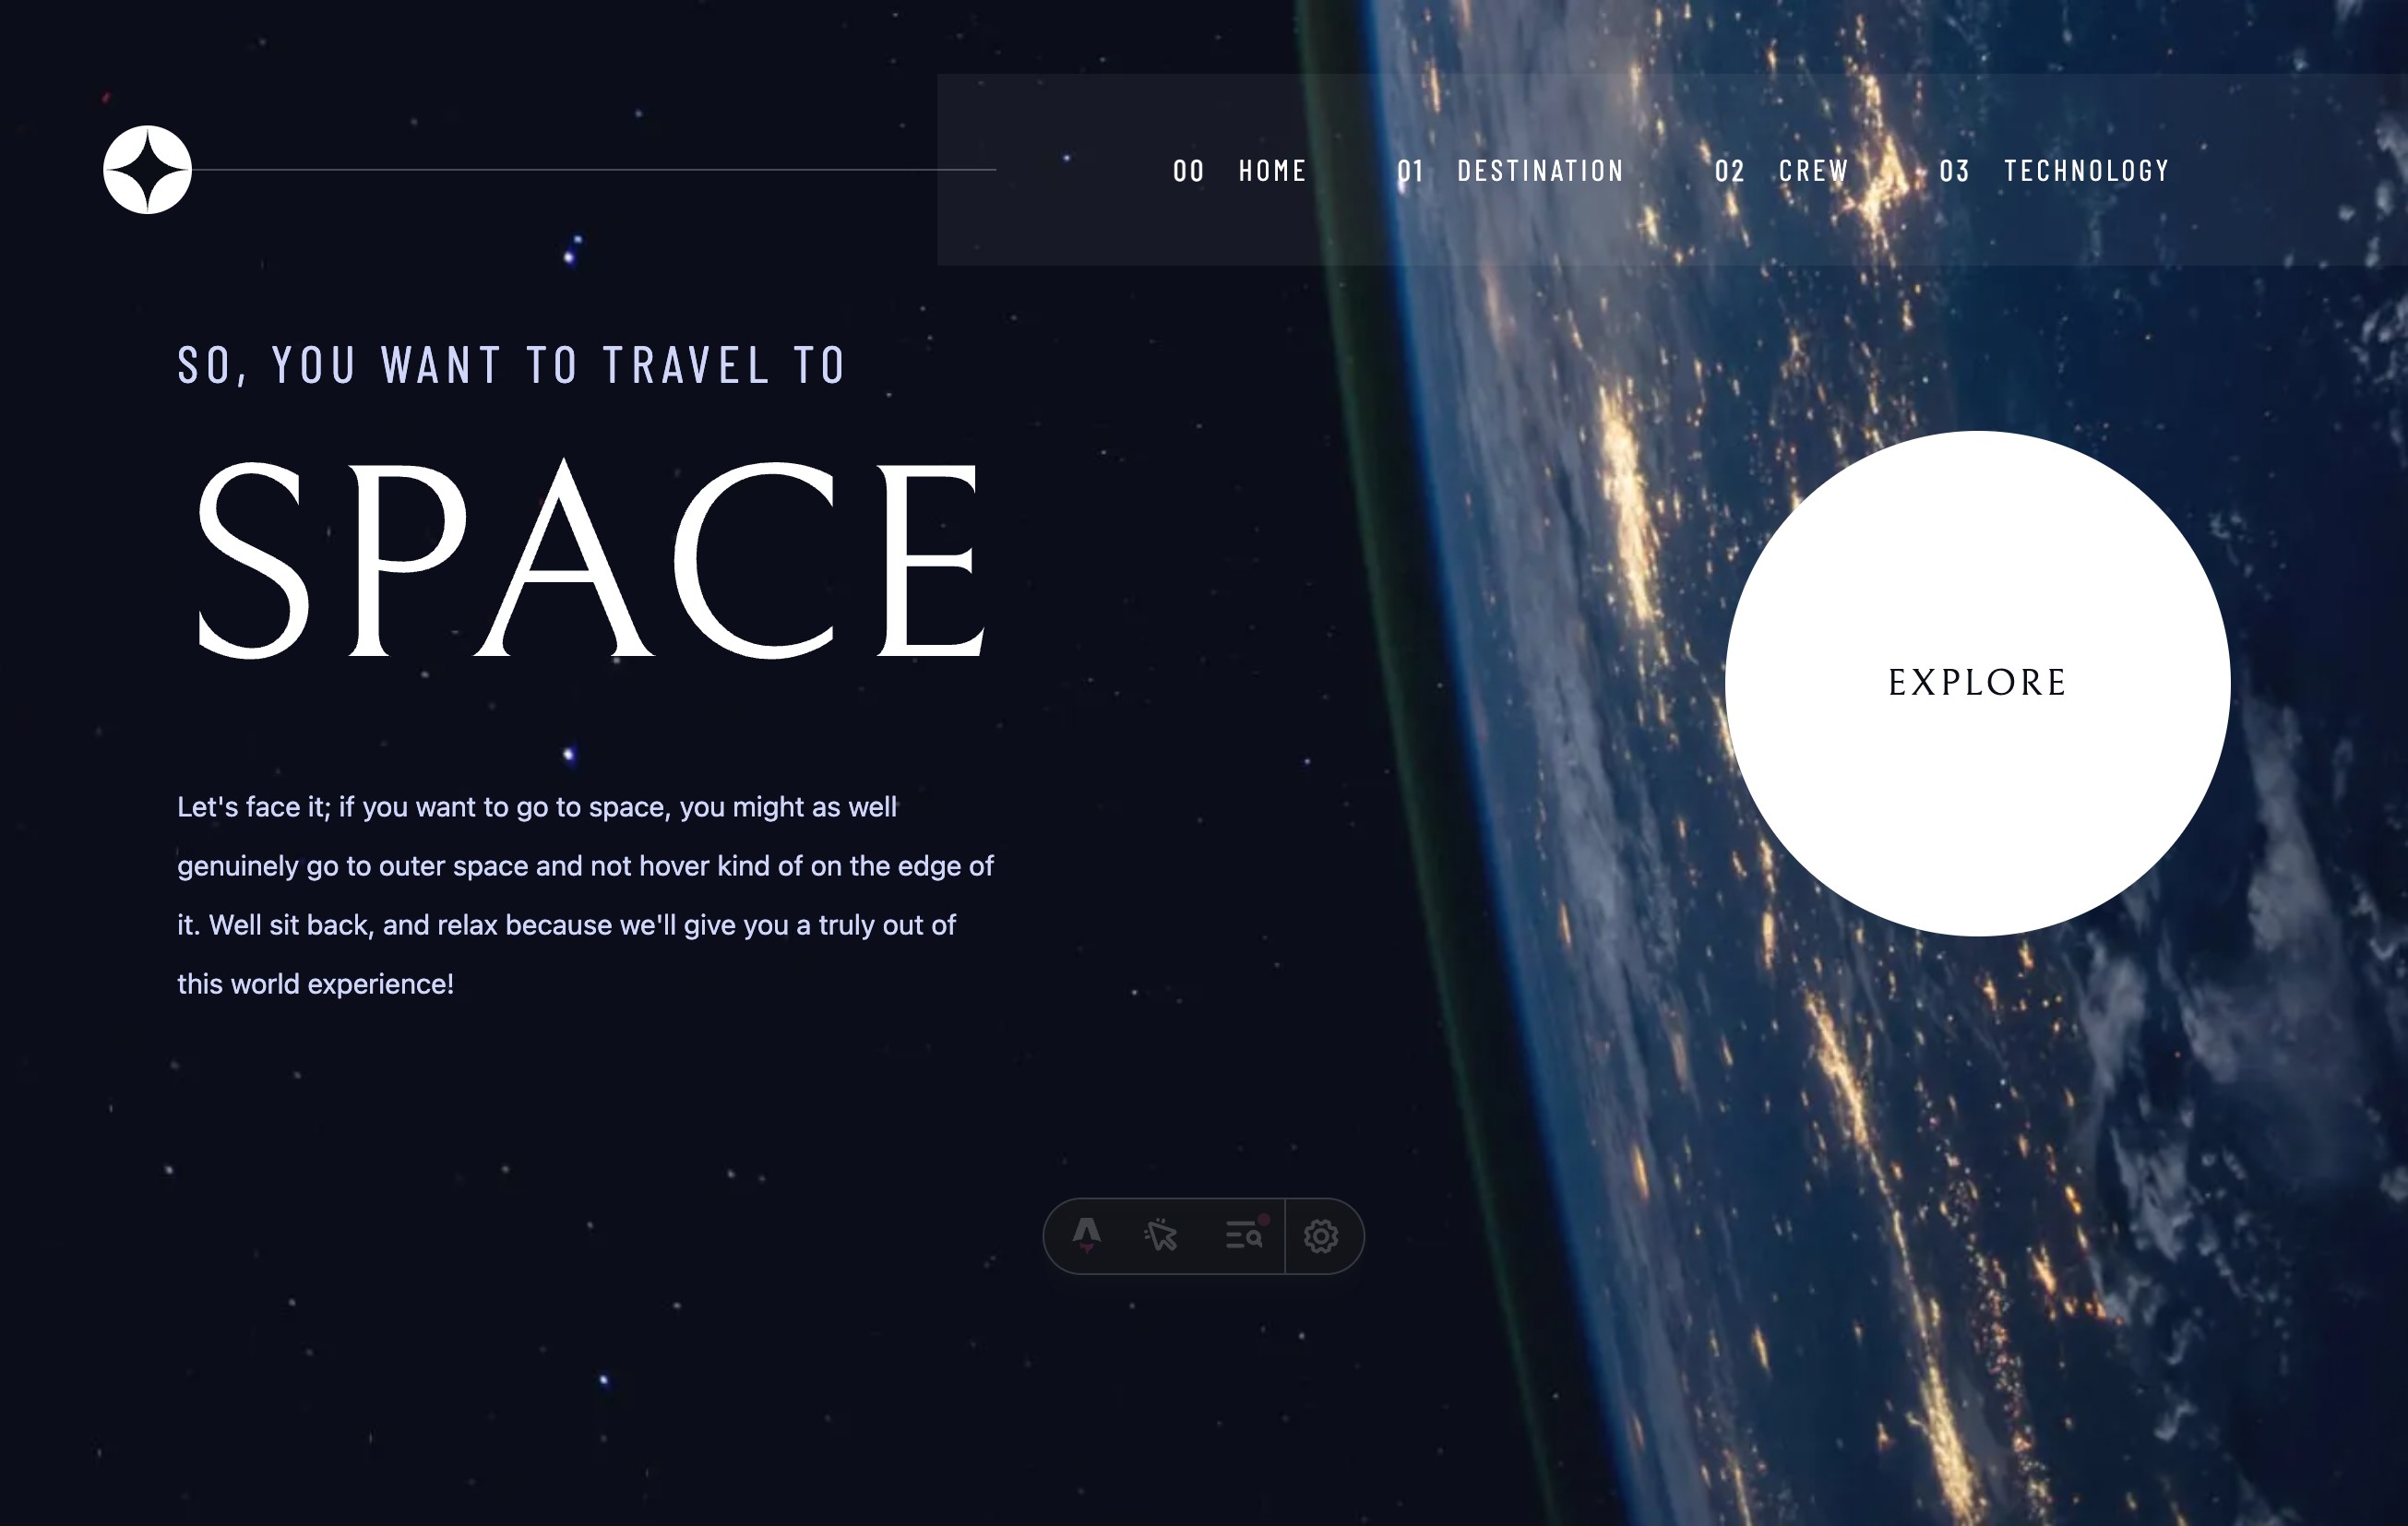 00 HOME 01 DESTINATION 02 CREW 03 TECHNOLOGY
SO, YOU WANT TO TRAVEL TO
SPACE
EXPLORE
Let's face it; if you want to go to space, you might as well
genuinely go to outer space and not hover kind of on the edge of
it. Well sit back, and relax because we'll give you a truly out of
this world experience!